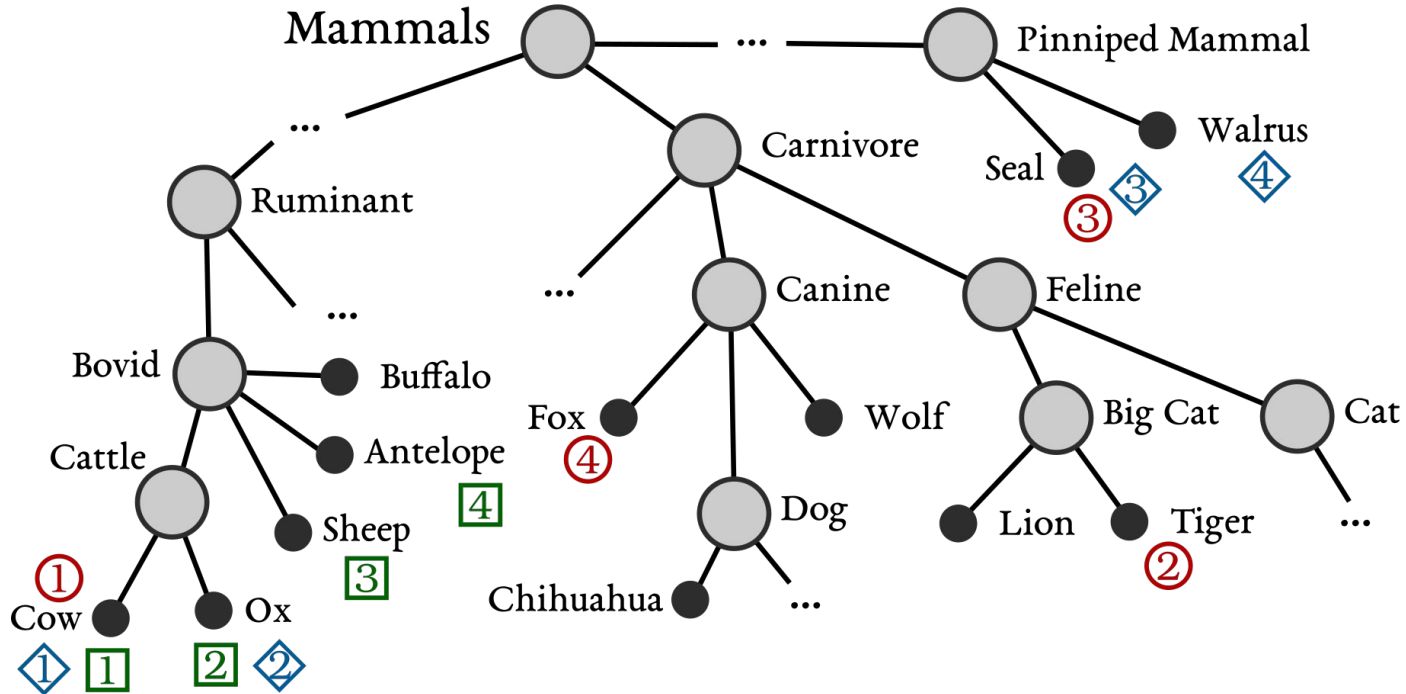 Mammals
...
Pinniped Mammal
...
Carnivore
Walrus
Seal
3
4
3
Ruminant
...
...
Canine
Feline
Bovid
Buffalo
Fox
Wolf
Big Cat
Cat
4
Cattle
Antelope
4
Dog
Lion
Tiger
...
2
Sheep
3
1
Cow
Ox
Chihuahua
...
1
1
2
2